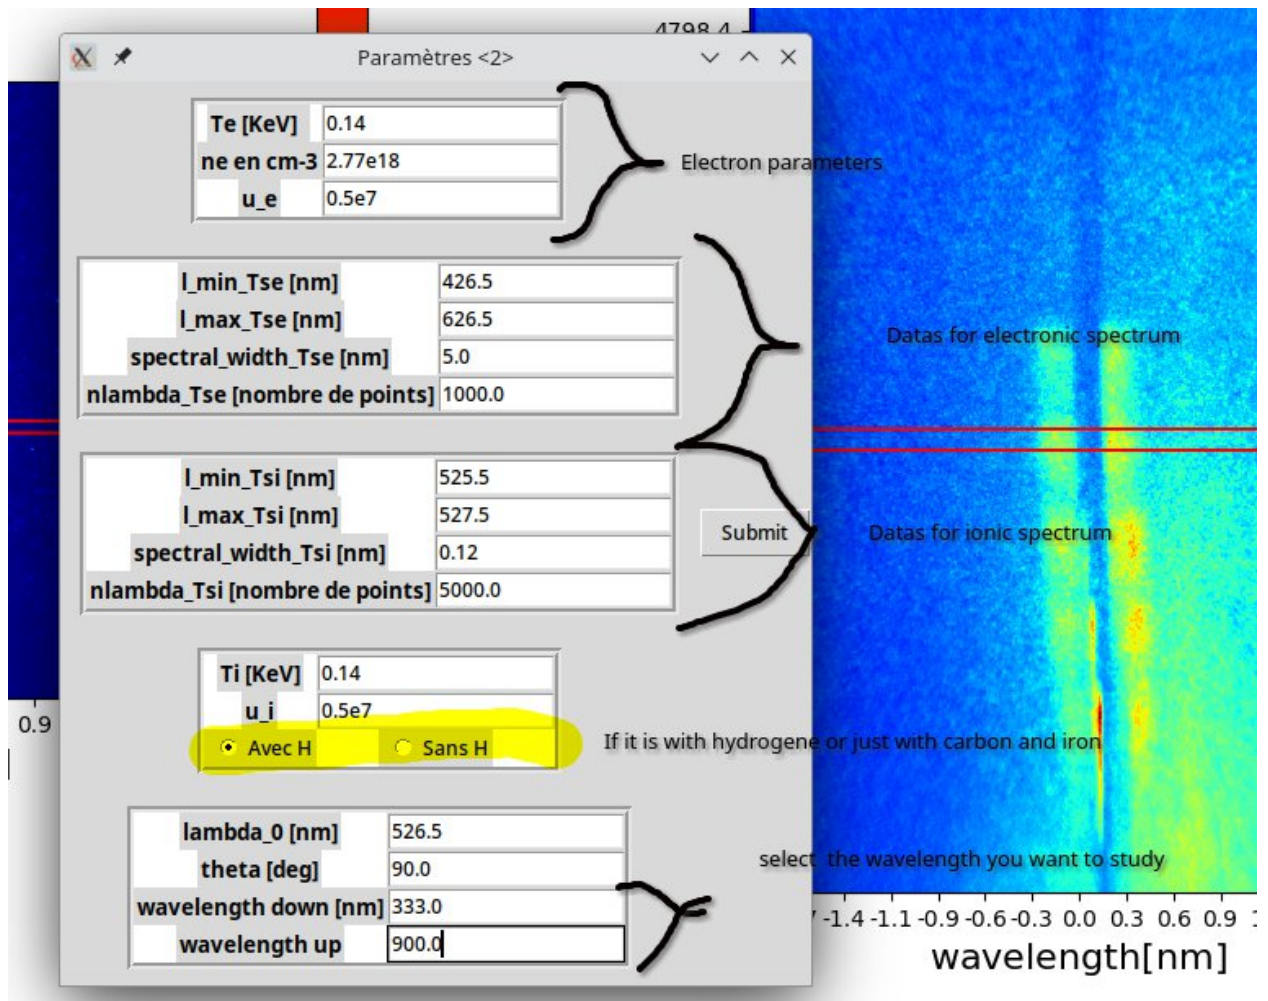 4798.4
Paramètres <2>
Te [KeV] 0.14
ne en cm-3 2.77e18
Electron parameters
u_e 0.5e7
l_min_Tse [nm] 426.5
l_max_Tse [nm] 626.5
Datas for electronic spectrum
spectral_width_Tse [nm] 5.0
nlambda_Tse [nombre de points] 1000.0
l_min_Tsi [nm] 525.5
l_max_Tsi [nm] 527.5
Submit
Datas for ionic spectrum
spectral_width_Tsi [nm] 0.12
nlambda_Tsi [nombre de points] 5000.0
Ti [KeV] 0.14
u_i 0.5e7
0.9
Avec H Sans H
If it is with hydrogene or just with carbon and iron
lambda_0 [nm] 526.5
select the wavelength you want to study
theta [deg] 90.0
wavelength down [nm] 333.0
wavelength up 900.0
-1.4 -1.1 -0.9 -0.6 -0.3 0.0 0.3 0.6 0.9
wavelength[nm]